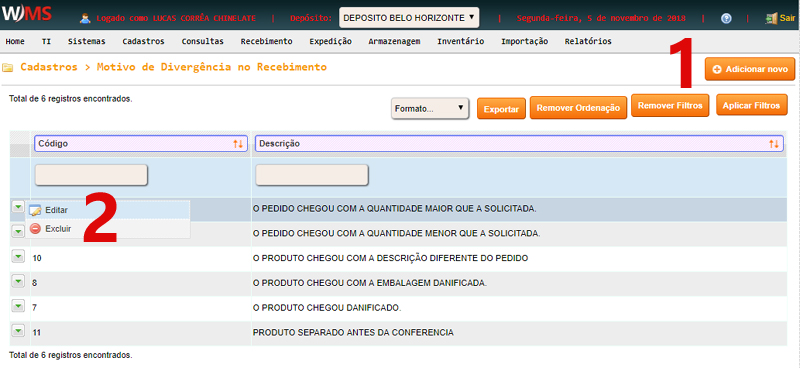 WMS
Logado como LUCAS CORRÊA CHINELATE | Depósito: DEPOSITO BELO HORIZONTE | Segunda-feira, 5 de novembro de 2018 | | Sair
Home TI Sistemas Cadastros Consultas Recebimento Expedição Armazenagem Inventário Importação Relatórios
Cadastros > Motivo de Divergência no Recebimento
1
Adicionar novo
Total de 6 registros encontrados.
Formato... Exportar Remover Ordenação Remover Filtros Aplicar Filtros
Código Descrição
Editar O PEDIDO CHEGOU COM A QUANTIDADE MAIOR QUE A SOLICITADA.
2
Excluir O PEDIDO CHEGOU COM A QUANTIDADE MENOR QUE A SOLICITADA.
10 O PRODUTO CHEGOU COM A DESCRIÇÃO DIFERENTE DO PEDIDO
8 O PRODUTO CHEGOU COM A EMBALAGEM DANIFICADA.
7 O PRODUTO CHEGOU DANIFICADO.
11 PRODUTO SEPARADO ANTES DA CONFERENCIA
Total de 6 registros encontrados.